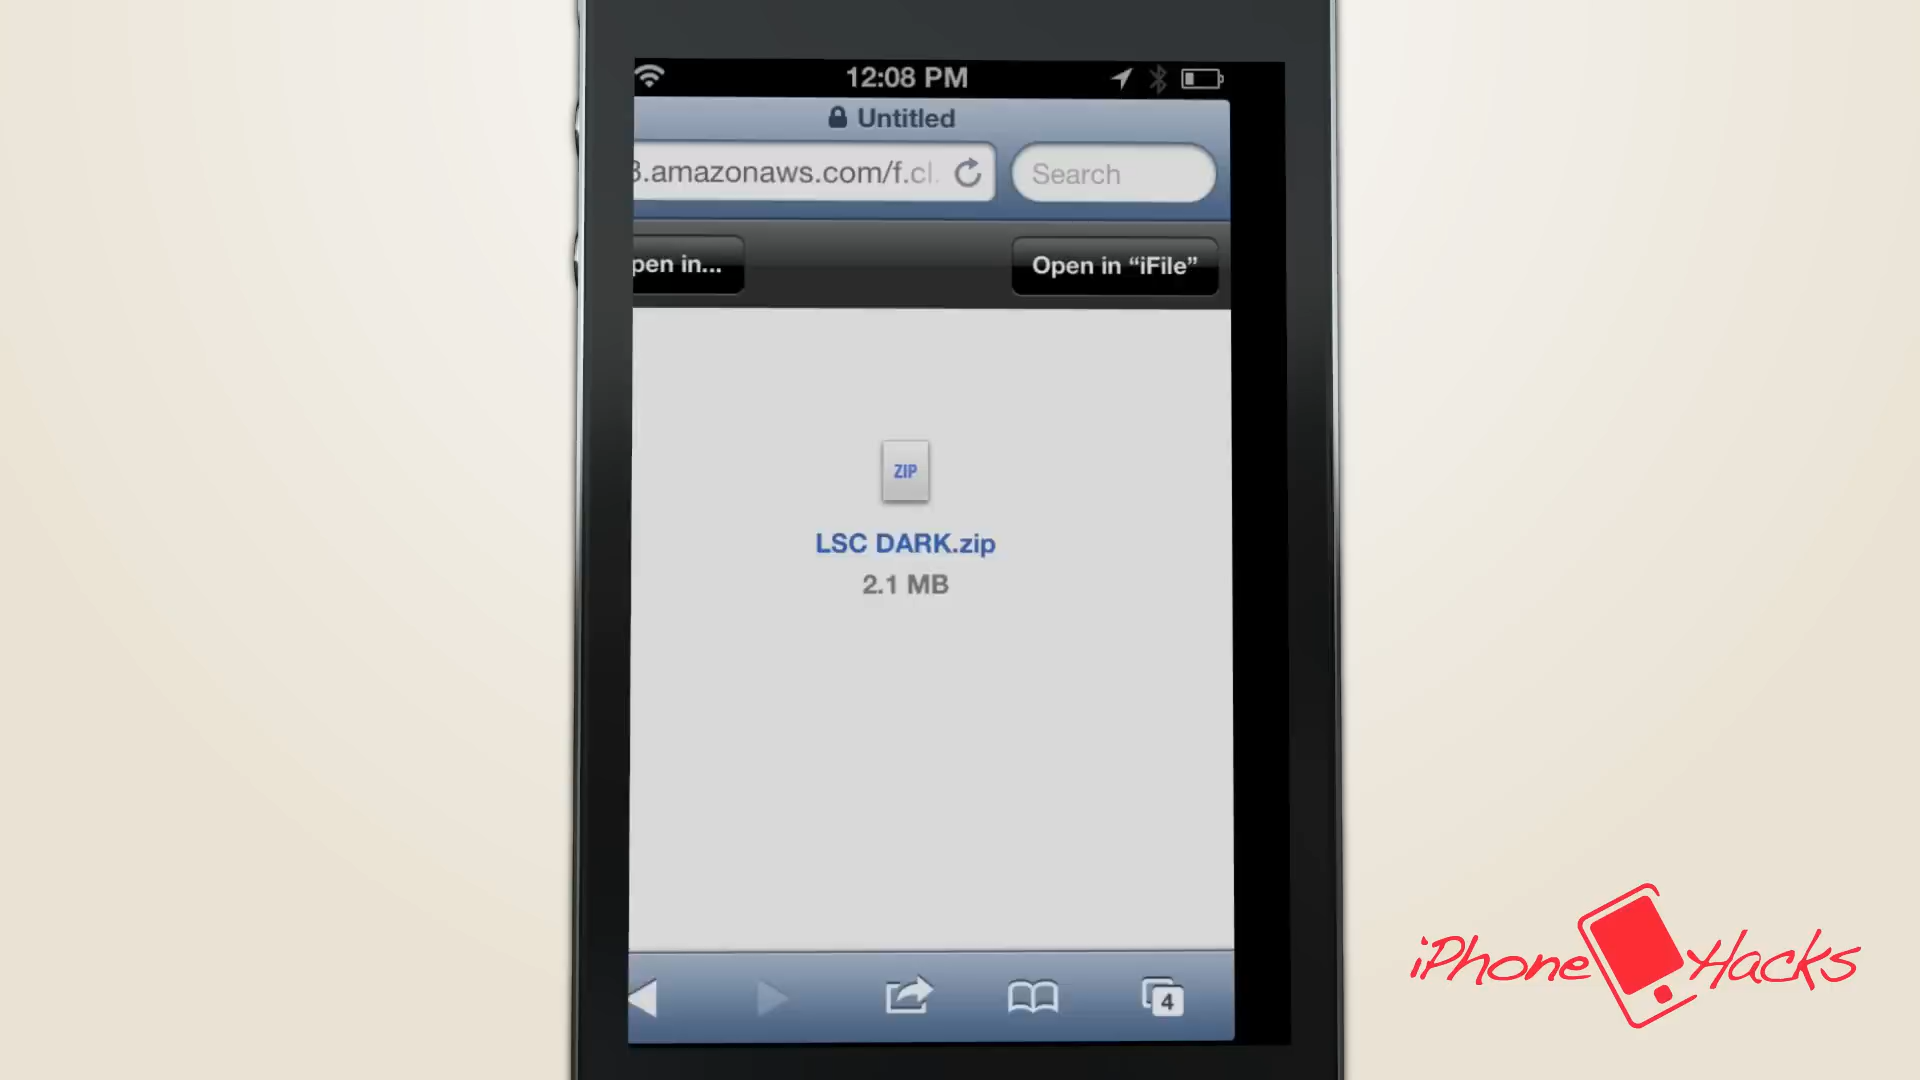 12:08 PM
Untitled
3.amazonaws.com/f.cl.
Search
pen in...
Open in “iFile”
ZIP
LSC DARK.zip
2.1 MB
4
iPhone Hacks